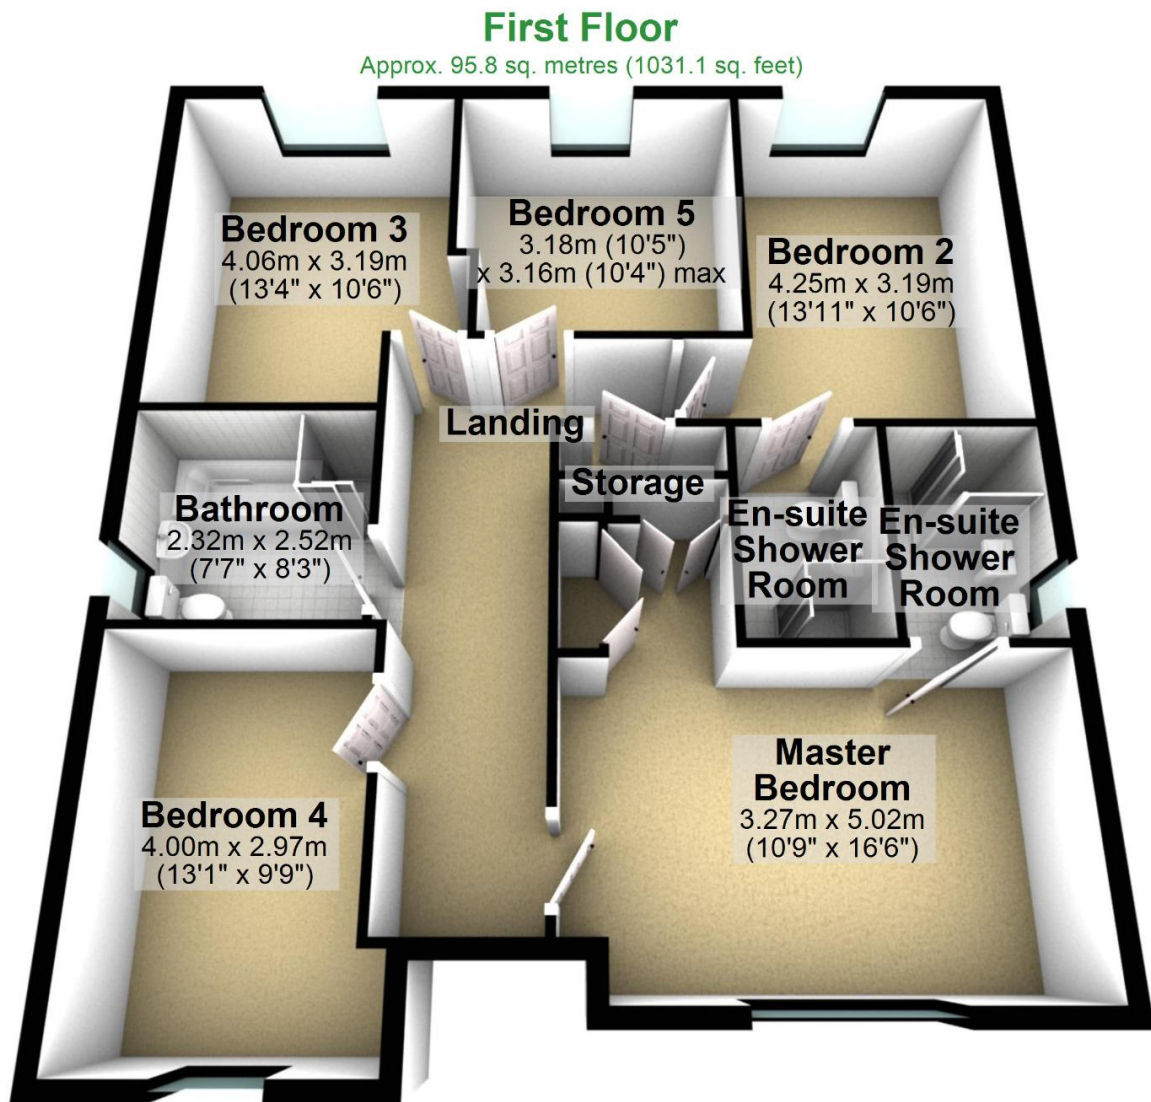 First Floor
Approx. 95.8 sq. metres (1031.1 sq. feet)
Bedroom 3
4.06m x 3.19m
(13'4" x 10'6")
Bedroom 5
3.18m (10'5")
x 3.16m (10'4") max
Bedroom 2
4.25m x 3.19m
(13'11" x 10'6")
Landing
Storage
Bathroom
2.32m x 2.52m
(7'7" x 8'3")
En-suite
Shower
Room
En-suite
Shower
Room
Master
Bedroom
3.27m x 5.02m
(10'9" x 16'6")
Bedroom 4
4.00m x 2.97m
(13'1" x 9'9")